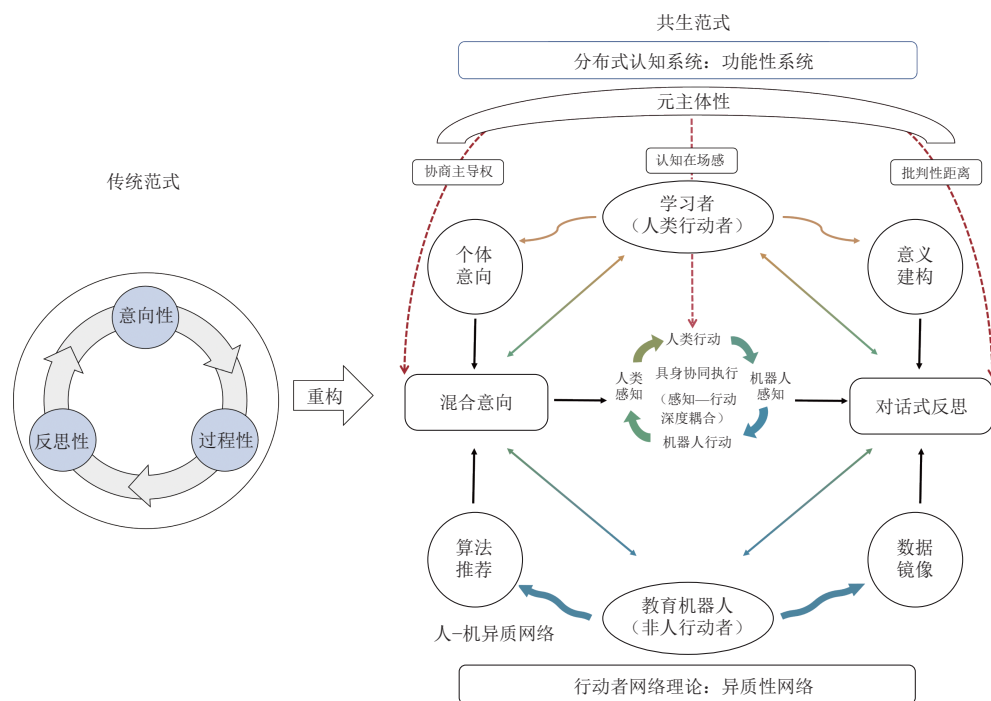 共生范式
分布式认知系统：功能性系统
元主体性
协商主导权
认知在场感
批判性距离
传统范式
学习者
（人类行动者）
个体
意向
意义
建构
意向性
反思性
过程性
重构
人类行动
人类
感知
具身协同执行
（感知—行动
深度耦合）
机器人
感知
机器人行动
混合意向
对话式反思
算法
推荐
数据
镜像
教育机器人
（非人行动者）
人-机异质网络
行动者网络理论：异质性网络